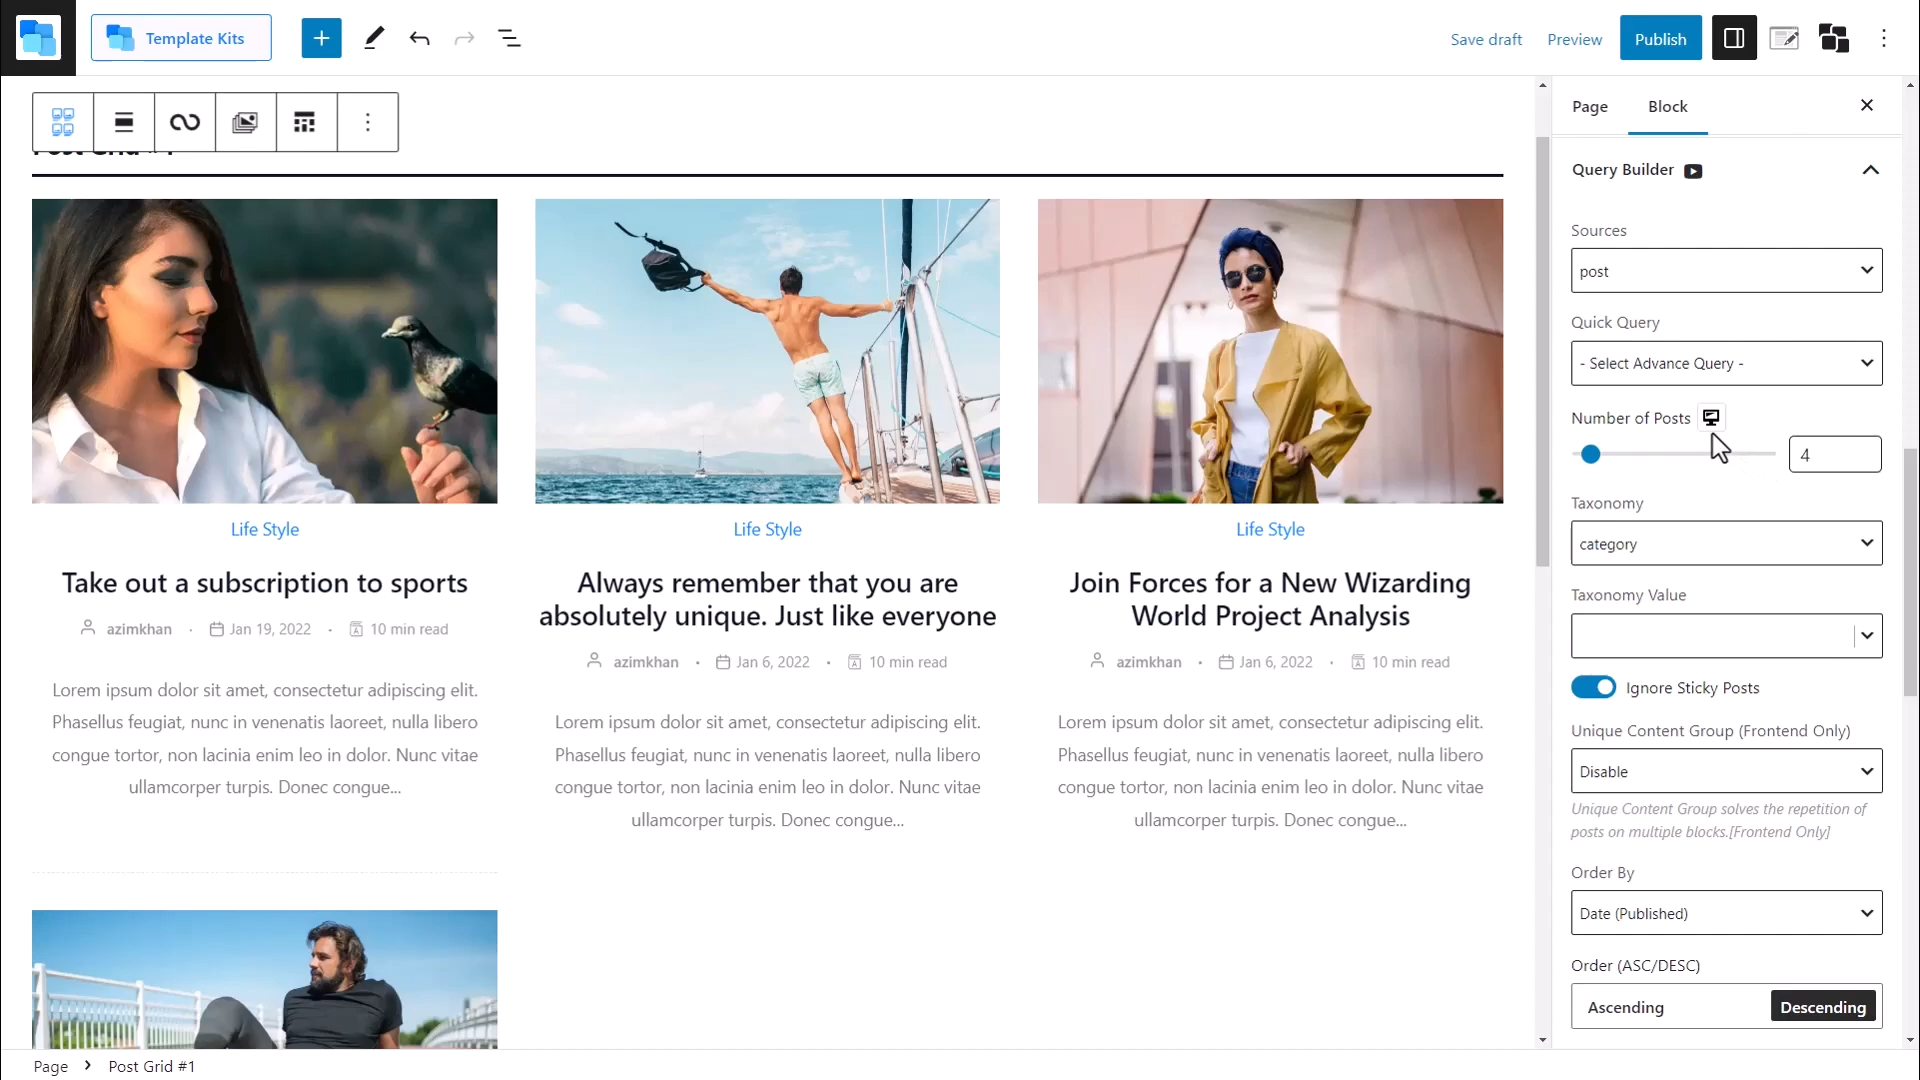 Template Kits
Save draft
Preview
Publish
Post Grid #1
Page
Block
Query Builder
Sources
post
Quick Query
- Select Advance Query -
Number of Posts
4
Taxonomy
category
Taxonomy Value
Ignore Sticky Posts
Unique Content Group (Frontend Only)
Disable
Unique Content Group solves the repetition of
posts on multiple blocks.[Frontend Only]
Order By
Date (Published)
Order (ASC/DESC)
Ascending
Descending
Life Style
Take out a subscription to sports
azimkhan · Jan 19, 2022 · 10 min read
Lorem ipsum dolor sit amet, consectetur adipiscing elit.
Phasellus feugiat, nunc in venenatis laoreet, nulla libero
congue tortor, non lacinia enim leo in dolor. Nunc vitae
ullamcorper turpis. Donec congue...
Life Style
Always remember that you are
absolutely unique. Just like everyone
azimkhan · Jan 6, 2022 · 10 min read
Lorem ipsum dolor sit amet, consectetur adipiscing elit.
Phasellus feugiat, nunc in venenatis laoreet, nulla libero
congue tortor, non lacinia enim leo in dolor. Nunc vitae
ullamcorper turpis. Donec congue...
Life Style
Join Forces for a New Wizarding
World Project Analysis
azimkhan · Jan 6, 2022 · 10 min read
Lorem ipsum dolor sit amet, consectetur adipiscing elit.
Phasellus feugiat, nunc in venenatis laoreet, nulla libero
congue tortor, non lacinia enim leo in dolor. Nunc vitae
ullamcorper turpis. Donec congue...
Page > Post Grid #1